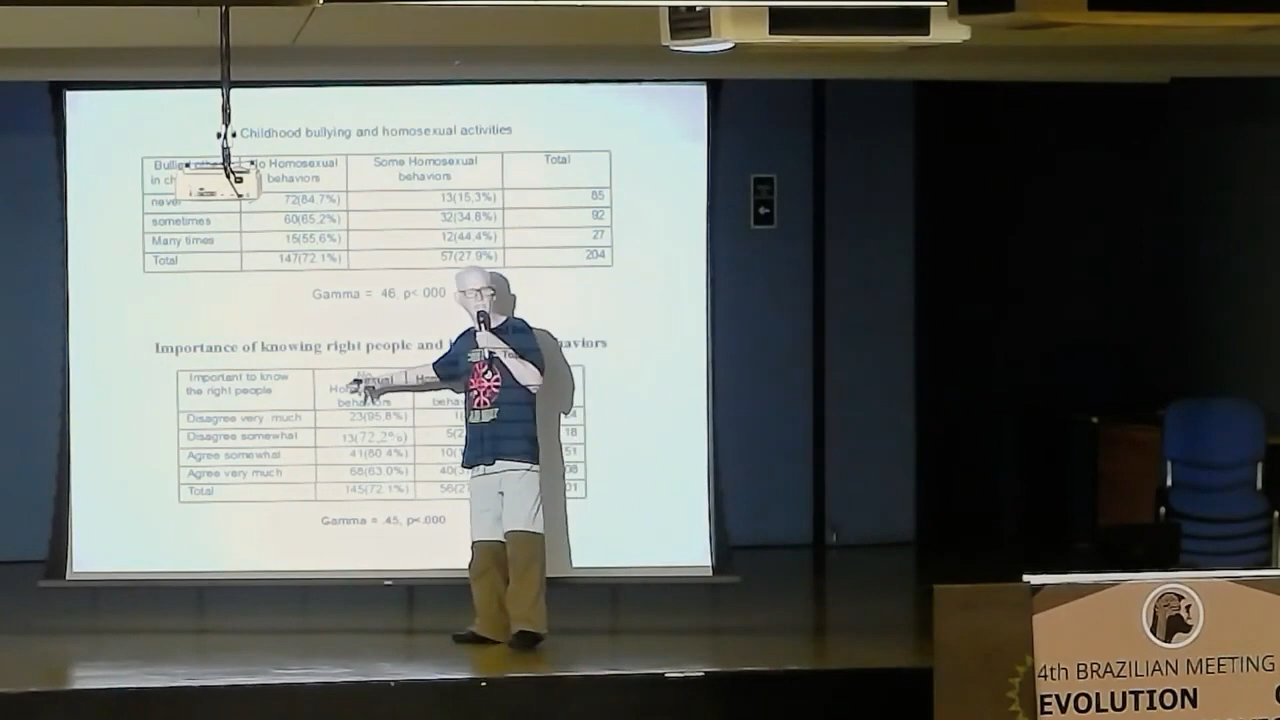 Childhood bullying and homosexual activities
No Homosexual behaviors Some Homosexual behaviors Total
in
never 72(84,7%) 13(15,3%) 85
sometimes 60(65,2%) 32(34,8%) 92
Many times 15(55,6%) 12(44,4%) 27
Total 147(72.1%) 57(27.9%) 204
Gamma = 46, p<.000
Importance of knowing right people and
Important to know the right people No
Disagree very much 23(95,8%)
Disagree somewhat 13(72,2%) 18
Agree somewhat 41(80 4%) 51
Agree very much 68(63 0%)
Total 145(72.1%)
Gamma = .45, p<.000
4th BRAZILIAN MEETING
EVOLUTION